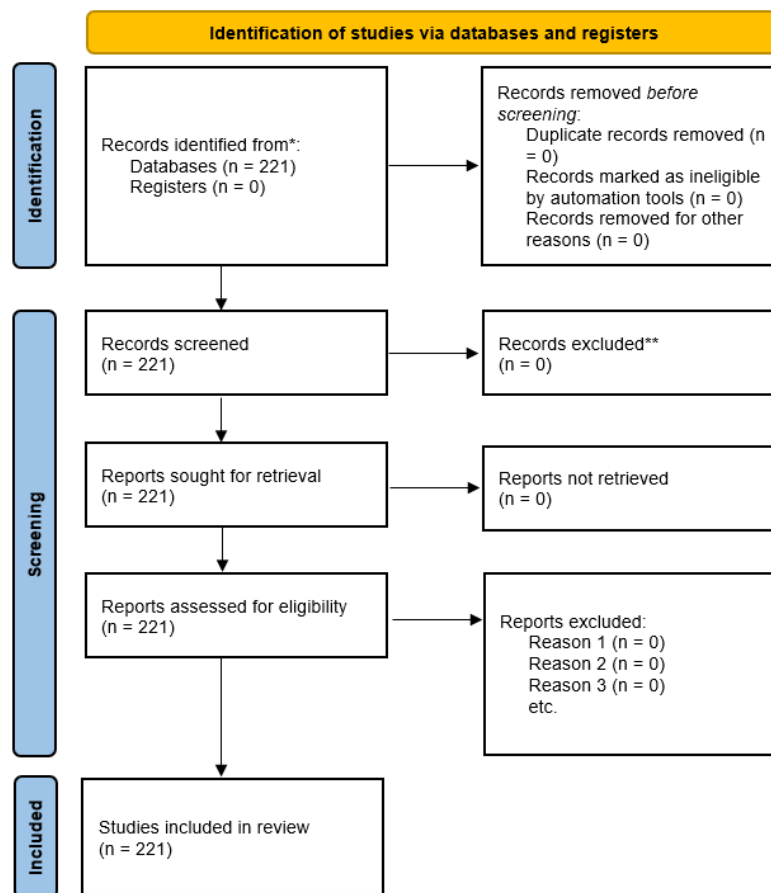 Identification of studies via databases and registers
Identification
Records identified from*:
Databases (n = 221)
Registers (n = 0)
Records removed before
screening:
Duplicate records removed (n
= 0)
Records marked as ineligible
by automation tools (n = 0)
Records removed for other
reasons (n = 0)
Screening
Records screened
(n = 221)
Records excluded**
(n = 0)
Reports sought for retrieval
(n = 221)
Reports not retrieved
(n = 0)
Reports assessed for eligibility
(n = 221)
Reports excluded:
Reason 1 (n = 0)
Reason 2 (n = 0)
Reason 3 (n = 0)
etc.
Included
Studies included in review
(n = 221)